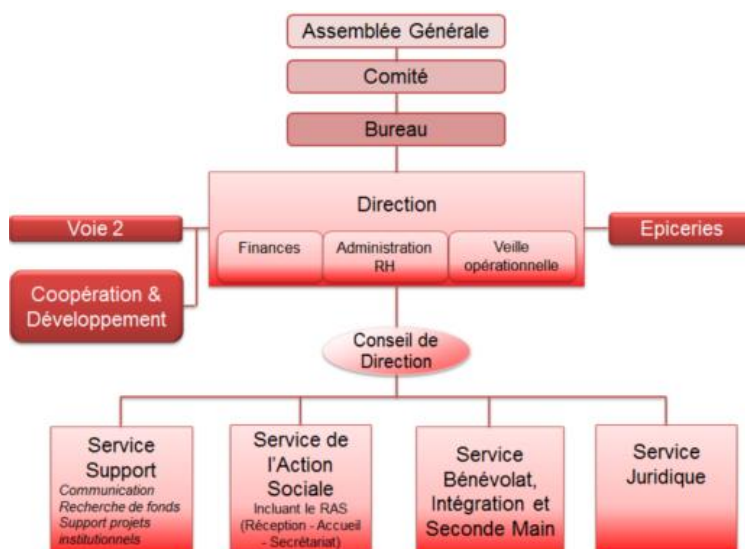 Assemblée Générale
Comité
Bureau
Direction
Finances
Administration
RH
Veille
opérationnelle
Voie 2
Coopération &
Développement
Epiceries
Conseil de
Direction
Service
Support
Communication
Recherche de fonds
Support projets
institutionnels
Service de
l'Action
Sociale
Incluant le RAS
(Réception - Accueil
- Secrétariat)
Service
Bénévolat,
Intégration et
Seconde Main
Service
Juridique